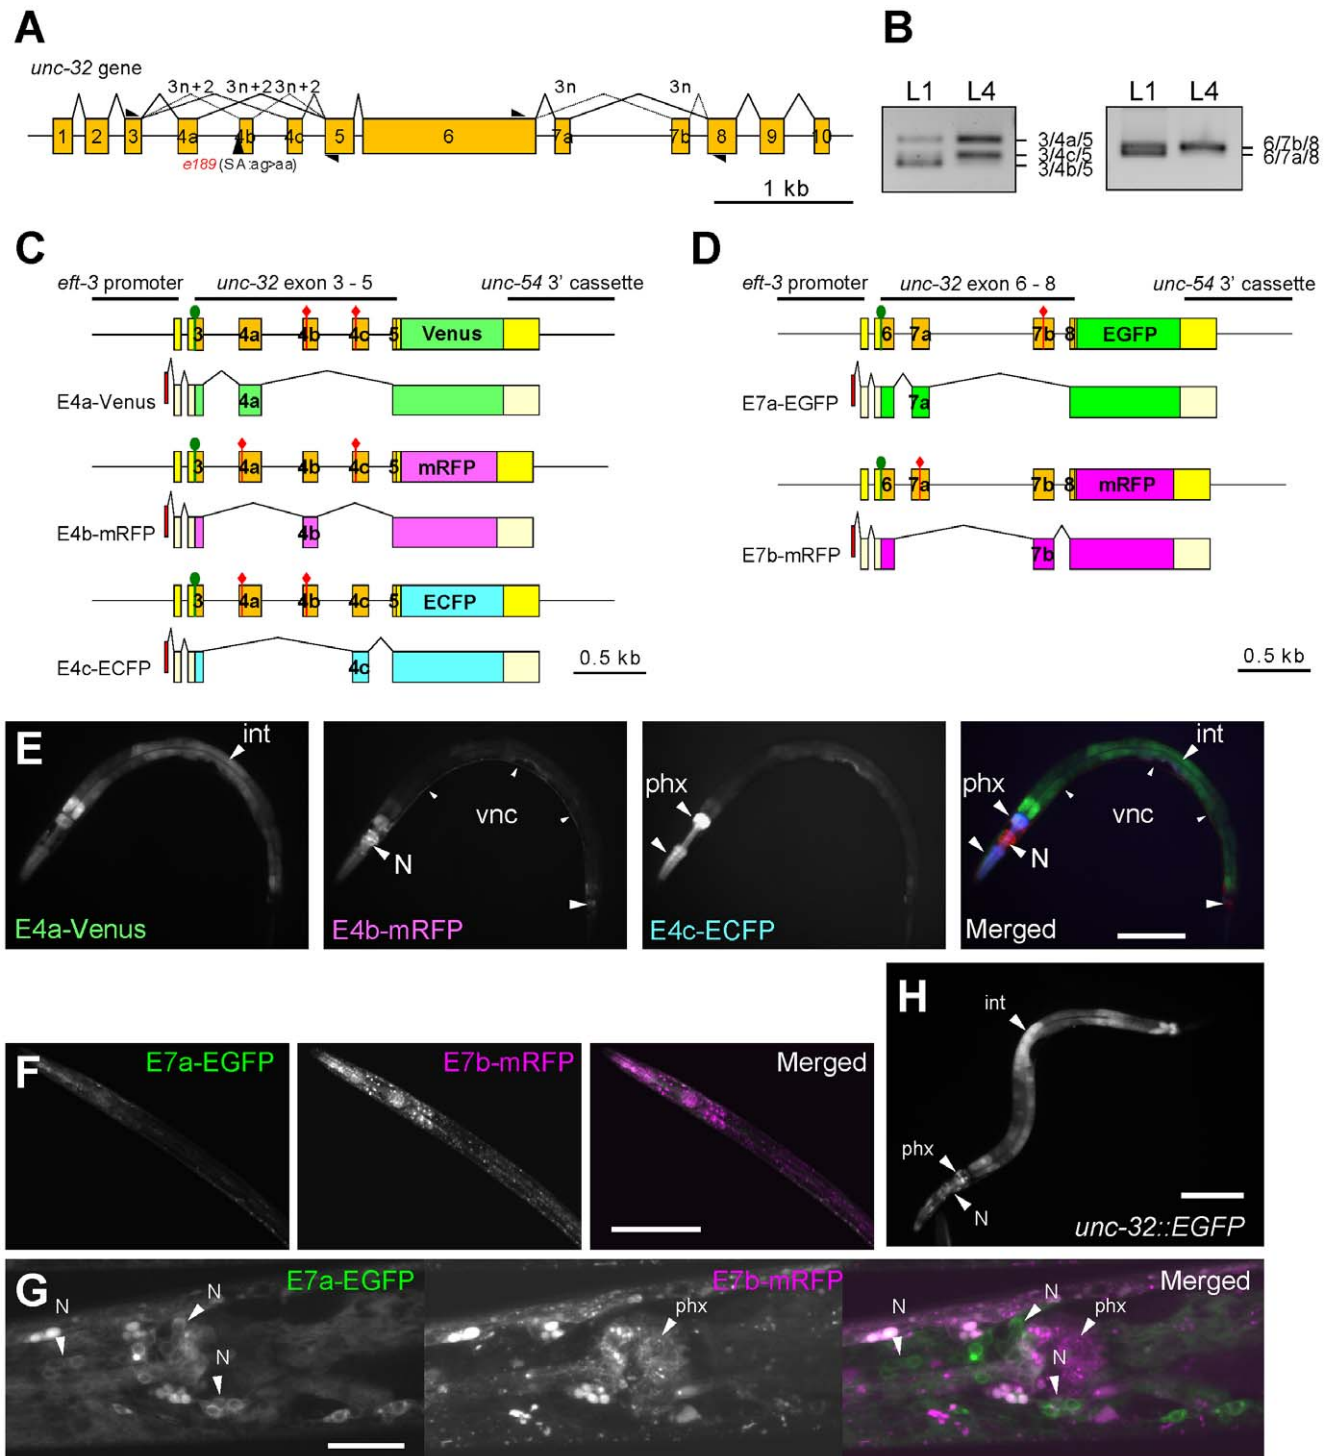 A
unc-32 gene
3n+2 3n+2 3n+2 3n 3n
1 2 3 4a 4b 4c 5 6 7a 7b 8 9 10
e189 (SA:ag>aa)
1 kb
B
L1 L4 L1 L4
3/4a/5
3/4c/5
3/4b/5
6/7b/8
6/7a/8
C
eft-3 promoter unc-32 exon 3 - 5 unc-54 3' cassette
3 4a 4b 4c 5 Venus
E4a-Venus 4a
3 4a 4b 4c 5 mRFP
E4b-mRFP 4b
3 4a 4b 4c 5 ECFP
E4c-ECFP 4c
0.5 kb
D
eft-3 promoter unc-32 exon 6 - 8 unc-54 3' cassette
6 7a 7b 8 EGFP
E7a-EGFP 7a
6 7a 7b 8 mRFP
E7b-mRFP 7b
0.5 kb
E
int
E4a-Venus
vnc
N
E4b-mRFP
phx
E4c-ECFP
int
phx
vnc
N
Merged
F
E7a-EGFP
E7b-mRFP
Merged
H
int
phx
N
unc-32::EGFP
G
E7a-EGFP
N
N
N
E7b-mRFP
phx
Merged
N
N
phx
N